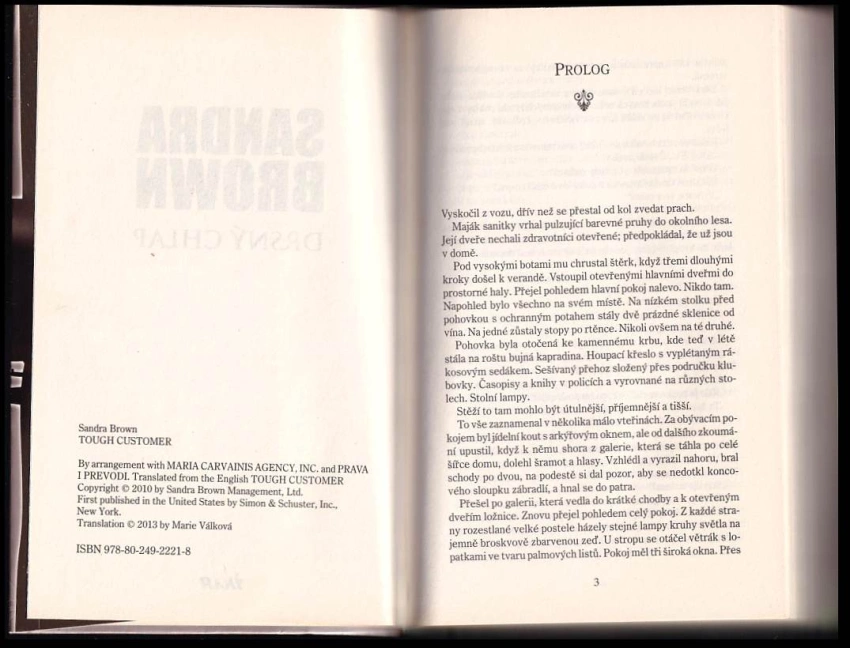 SANDRA
BROWN
DRSNÝ CHLAP
Sandra Brown
TOUGH CUSTOMER
By arrangement with MARIA CARVAINIS AGENCY, INC. and PRAVA
I PREVODI. Translated from the English TOUGH CUSTOMER
Copyright © 2010 by Sandra Brown Management, Ltd.
First published in the United States by Simon & Schuster, Inc.,
New York.
Translation © 2013 by Marie Válková
ISBN 978-80-249-2221-8
PROLOG
Vyskočil z vozu, dřív než se přestal od kol zvedat prach.
Maják sanitky vrhal pulzující barevné pruhy do okolního lesa.
Její dveře nechali zdravotníci otevřené; předpokládal, že už jsou
v domě.
Pod vysokými botami mu chrustal štěrk, když třemi dlouhými
kroky došel k verandě. Vstoupil otevřenými hlavními dveřmi do
prostorné haly. Přejel pohledem hlavní pokoj nalevo. Nikdo tam.
Napohled bylo všechno na svém místě. Na nízkém stolku před
pohovkou s ochranným potahem stály dvě prázdné sklenice od
vína. Na jedné zůstaly stopy po rtěnce. Nikoli ovšem na té druhé.
Pohovka byla otočená ke kamennému krbu, kde teď v létě
stála na roštu bujná kapradina. Houpací křeslo s vyplétaným rá-
kosovým sedákem. Sešívaný přehoz složený přes područku klu-
bovky. Časopisy a knihy v policích a vyrovnané na různých sto-
lech. Stolní lampy.
Stěží to tam mohlo být útulnější, příjemnější a tišší.
To vše zaznamenal v několika málo vteřinách. Za obývacím po-
kojem byl jídelní kout s arkýřovým oknem, ale od dalšího zkoumá-
ní upustil, když k němu shora z galerie, která se táhla po celé
šířce domu, dolehl šramot a hlasy. Vzhlédl a vyrazil nahoru, bral
schody po dvou, na podestě si dal pozor, aby se nedotkl konco-
vého sloupku zábradlí, a hnal se do patra.
Přešel po galerii, která vedla do krátké chodby a k otevřeným
dveřím ložnice. Znovu přejel pohledem celý pokoj. Z každé stra-
ny rozestlané velké postele házely stejné lampy kruhy světla na
jemně broskvově zbarvenou zeď. U stropu se otáčel větrák s lo-
patkami ve tvaru palmových listů. Pokoj měl tři široká okna. Přes
3